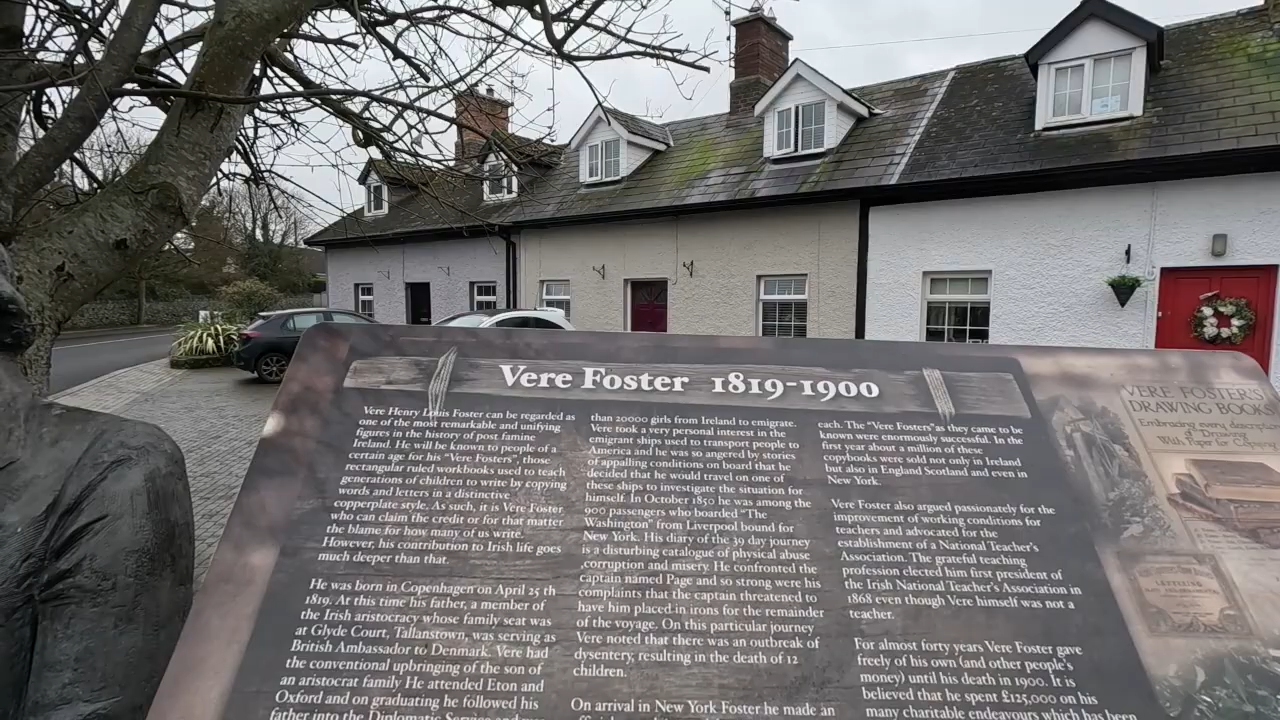 Vere Foster 1819-1900
Vere Henry Louis Foster can be regarded as
one of the most remarkable and unifying
figures in the history of post famine
Ireland. He will be known to people of a
certain age for his "Vere Fosters", those
rectangular ruled workbooks used to teach
generations of children to write by copying
words and letters in a distinctive
copperplate style. As such, it is Vere Foster
who can claim the credit or for that matter
the blame for how many of us write.
However, his contribution to Irish life goes
much deeper than that.
He was born in Copenhagen on April 25 th
1819. At this time his father, a member of
the Irish aristocracy whose family seat was
at Glyde Court, Tallanstown, was serving as
British Ambassador to Denmark. Vere had
the conventional upbringing of the son of
an aristocrat family He attended Eton and
Oxford and on graduating he followed his
father into the Diplomatic Service and
than 20000 girls from Ireland to emigrate.
Vere took a very personal interest in the
emigrant ships used to transport people to
America and he was so angered by stories
of appalling conditions on board that he
decided that he would travel on one of
these ships to investigate the situation for
himself. In October 1850 he was among the
900 passengers who boarded "The
Washington" from Liverpool bound for
New York. His diary of the 39 day journey
is a disturbing catalogue of physical abuse
,corruption and misery. He confronted the
captain named Page and so strong were his
complaints that the captain threatened to
have him placed in irons for the remainder
of the voyage. On this particular journey
Vere noted that there was an outbreak of
dysentery, resulting in the death of 12
children.
On arrival in New York Foster he made an
each. The "Vere Fosters" as they came to be
known were enormously successful. In the
first year about a million of these
copybooks were sold not only in Ireland
but also in England Scotland and even in
New York.
Vere Foster also argued passionately for the
improvement of working conditions for
teachers and advocated for the
establishment of a National Teacher's
Association. The grateful teaching
profession elected him first president of
the Irish National Teacher's Association in
1868 even though Vere himself was not a
teacher.
For almost forty years Vere Foster gave
freely of his own (and other people's
money) until his death in 1900. It is
believed that he spent £125,000 on his
many charitable endeavours which has been
VERE FOSTER'S
DRAWING BOOKS
Embracing every description
of Drawing
With Paper for Copying